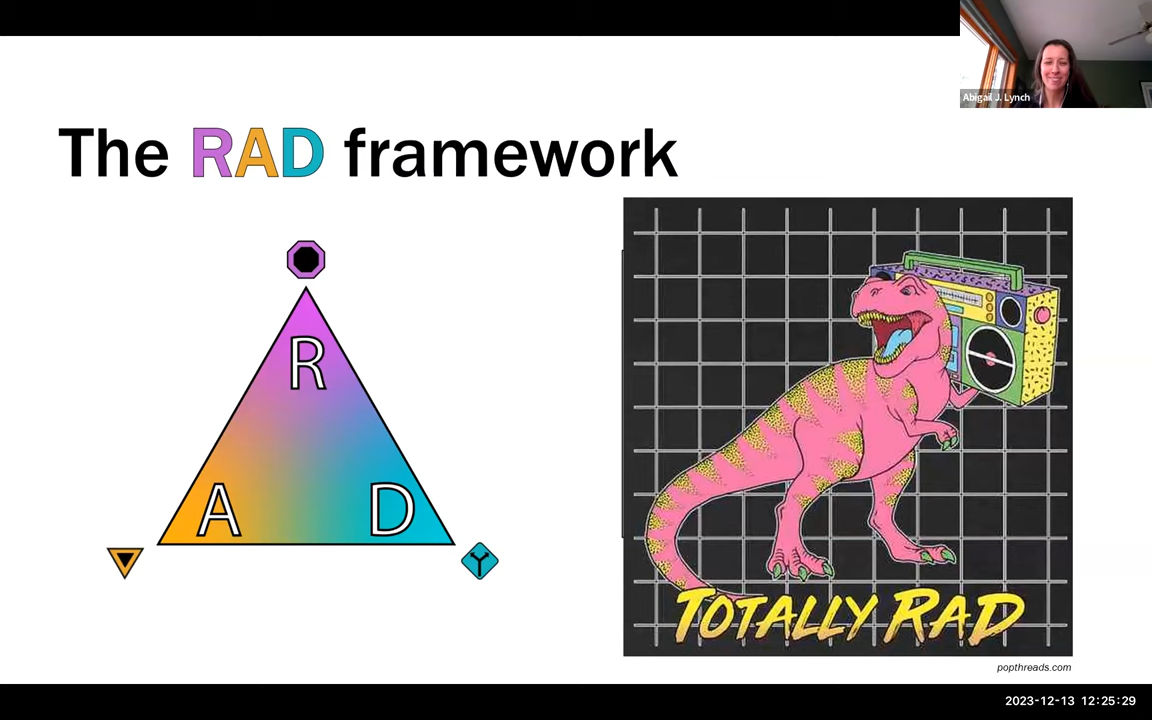 Abigail J. Lynch
The RAD framework
R
A
D
TOTALLY RAD
popthreads.com
2023-12-13 12:25:29